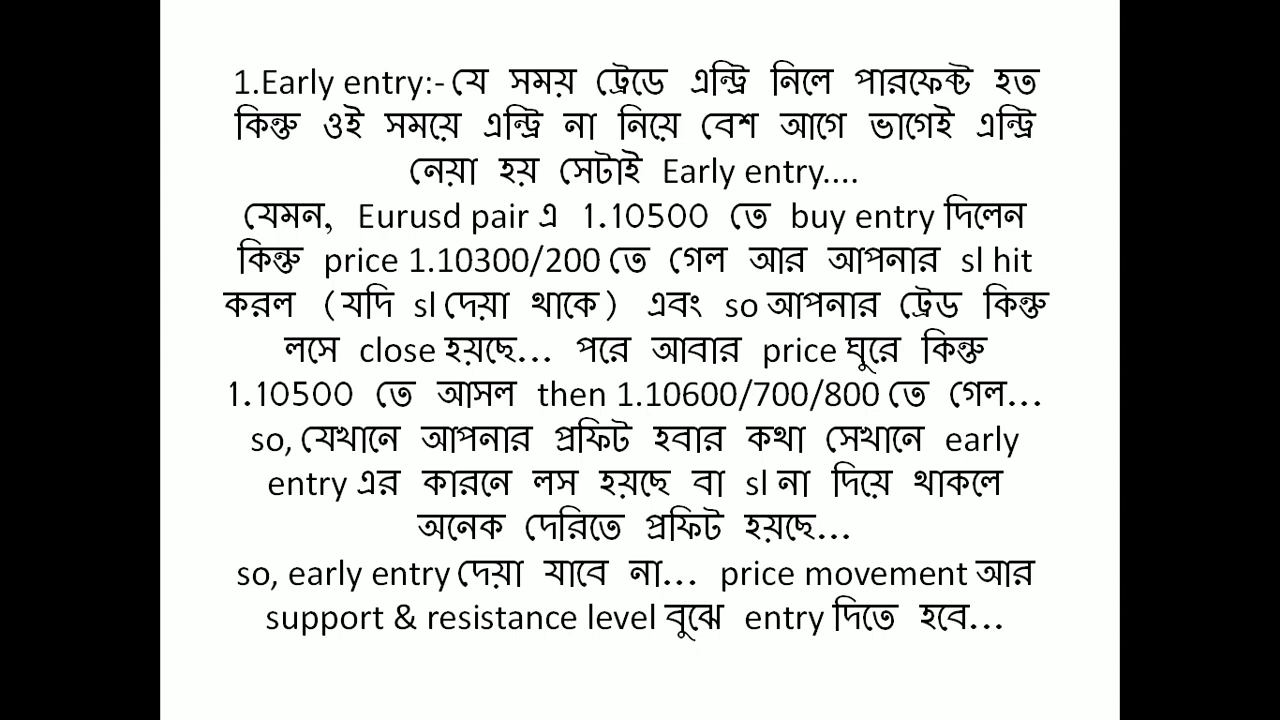 1.Early entry:- যে সময় ট্রেডে এন্ট্রি নিলে পারফেক্ট হত
কিন্তু ওই সময়ে এন্ট্রি না নিয়ে বেশ আগে ভাগেই এন্ট্রি
নেয়া হয় সেটাই Early entry....
যেমন, Eurusd pair এ 1.10500 তে buy entry দিলেন
কিন্তু price 1.10300/200 তে গেল আর আপনার sl hit
করল (যদি sl দেয়া থাকে) এবং so আপনার ট্রেড কিন্তু
লসে close হয়ছে... পরে আবার price ঘুরে কিন্তু
1.10500 তে আসল then 1.10600/700/800 তে গেল...
so, যেখানে আপনার প্রফিট হবার কথা সেখানে early
entry এর কারনে লস হয়ছে বা sl না দিয়ে থাকলে
অনেক দেরিতে প্রফিট হয়ছে...
so, early entry দেয়া যাবে না... price movement আর
support & resistance level বুঝে entry দিতে হবে...